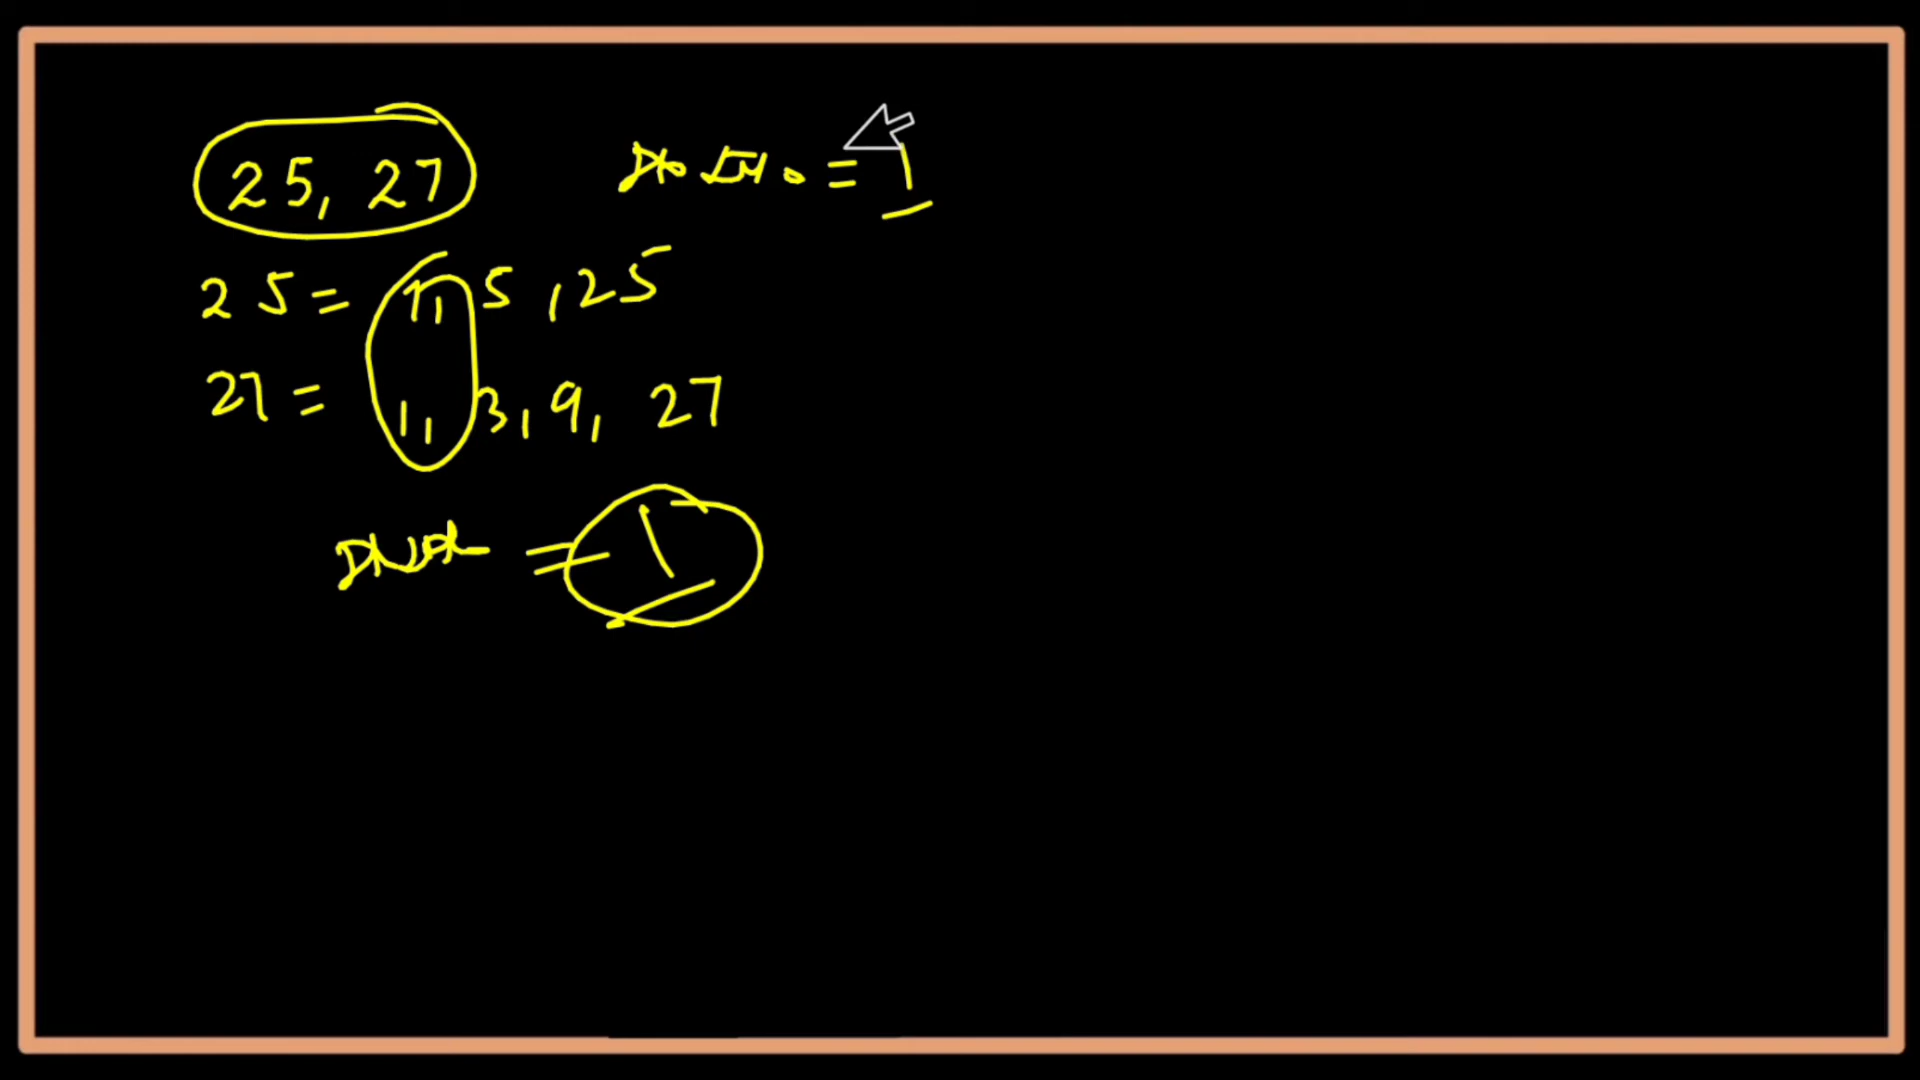 25, 27 = 1
25 = 1, 5, 25
27 = 1, 3, 9, 27
= 1